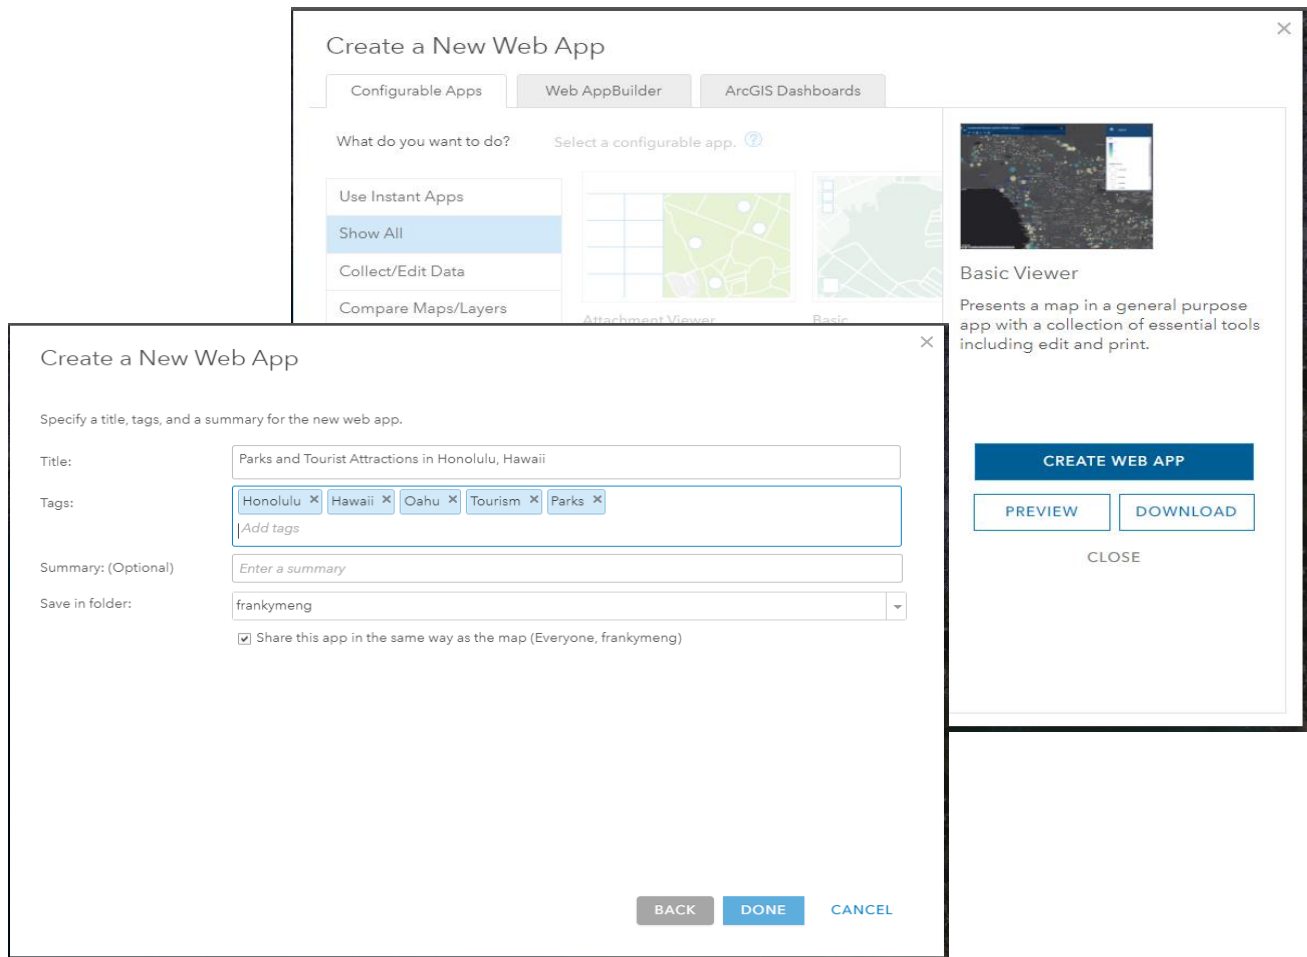 Create a New Web App
Configurable Apps
Web AppBuilder
ArcGIS Dashboards
What do you want to do?
Select a configurable app.
Use Instant Apps
Show All
Collect/Edit Data
Compare Maps/Layers
Attachment Viewer
Basic
Basic Viewer
Presents a map in a general purpose
app with a collection of essential tools
including edit and print.
CREATE WEB APP
PREVIEW
DOWNLOAD
CLOSE
Create a New Web App
Specify a title, tags, and a summary for the new web app.
Title:
Parks and Tourist Attractions in Honolulu, Hawaii
Tags:
Honolulu × Hawaii × Oahu × Tourism × Parks ×
Add tags
Summary: (Optional)
Enter a summary
Save in folder:
frankymeng
Share this app in the same way as the map (Everyone, frankymeng)
BACK
DONE
CANCEL